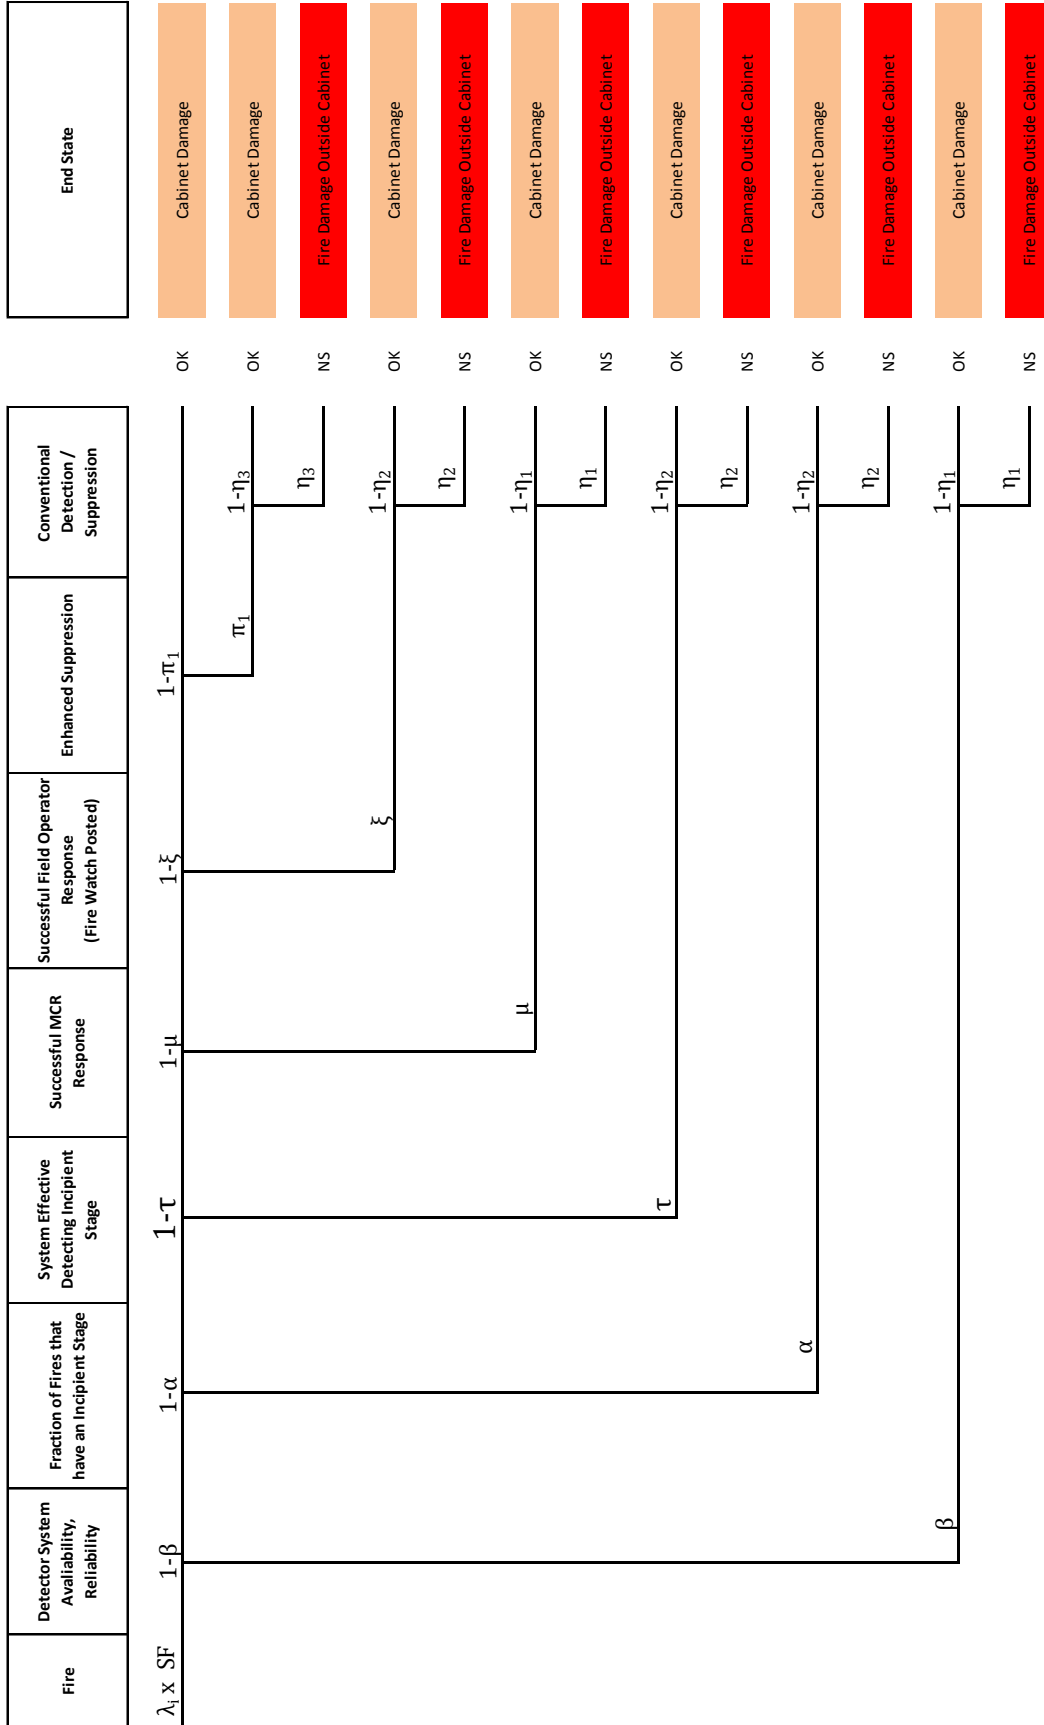 Fire
Detector System
Avaliability,
Reliability
Fraction of Fires that
have an Incipient Stage
System Effective
Detecting Incipient
Stage
Successful MCR
Response
Successful Field Operator
Response
(Fire Watch Posted)
Enhanced Suppression
Conventional
Detection /
Suppression
End State
λi x SF
1-β
1-α
1-τ
1-μ
1-ξ
1-π1
OK
Cabinet Damage
π1
1-η3
OK
Cabinet Damage
η3
NS
Fire Damage Outside Cabinet
ξ
1-η2
OK
Cabinet Damage
η2
NS
Fire Damage Outside Cabinet
μ
1-η1
OK
Cabinet Damage
η1
NS
Fire Damage Outside Cabinet
τ
1-η2
OK
Cabinet Damage
η2
NS
Fire Damage Outside Cabinet
α
1-η2
OK
Cabinet Damage
η2
NS
Fire Damage Outside Cabinet
β
1-η1
OK
Cabinet Damage
η1
NS
Fire Damage Outside Cabinet